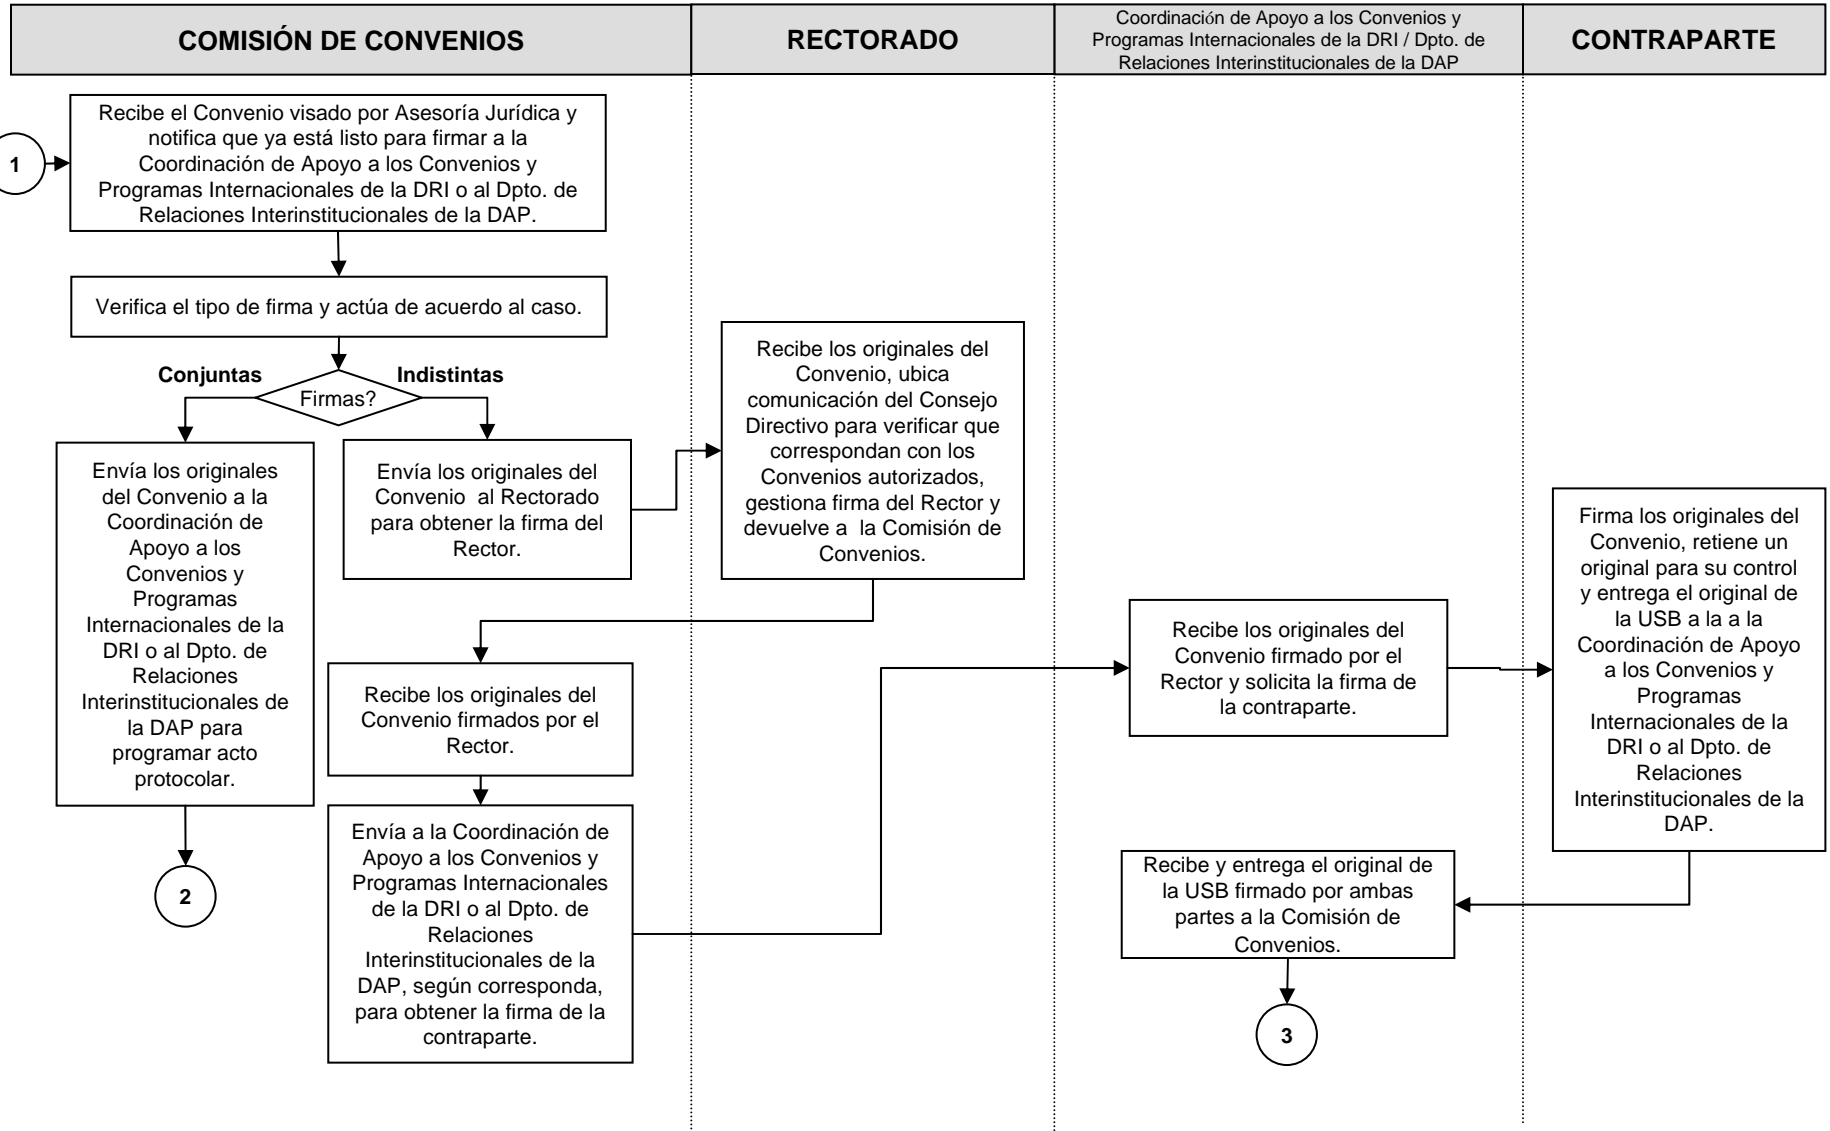 COMISIÓN DE CONVENIOS
RECTORADO
Coordinación de Apoyo a los Convenios y
Programas Internacionales de la DRI / Dpto. de
Relaciones Interinstitucionales de la DAP
CONTRAPARTE
1
Recibe el Convenio visado por Asesoría Jurídica y
notifica que ya está listo para firmar a la
Coordinación de Apoyo a los Convenios y
Programas Internacionales de la DRI o al Dpto. de
Relaciones Interinstitucionales de la DAP.
Verifica el tipo de firma y actúa de acuerdo al caso.
Conjuntas
Indistintas
Firmas?
Envía los originales
del Convenio a la
Coordinación de
Apoyo a los
Convenios y
Programas
Internacionales de la
DRI o al Dpto. de
Relaciones
Interinstitucionales de
la DAP para
programar acto
protocolar.
2
Envía los originales del
Convenio al Rectorado
para obtener la firma del
Rector.
Recibe los originales del
Convenio, ubica
comunicación del Consejo
Directivo para verificar que
correspondan con los
Convenios autorizados,
gestiona firma del Rector y
devuelve a la Comisión de
Convenios.
Recibe los originales del
Convenio firmados por el
Rector.
Envía a la Coordinación de
Apoyo a los Convenios y
Programas Internacionales
de la DRI o al Dpto. de
Relaciones
Interinstitucionales de la
DAP, según corresponda,
para obtener la firma de la
contraparte.
Recibe los originales del
Convenio firmado por el
Rector y solicita la firma de
la contraparte.
Firma los originales del
Convenio, retiene un
original para su control
y entrega el original de
la USB a la a la
Coordinación de Apoyo
a los Convenios y
Programas
Internacionales de la
DRI o al Dpto. de
Relaciones
Interinstitucionales de la
DAP.
Recibe y entrega el original de
la USB firmado por ambas
partes a la Comisión de
Convenios.
3